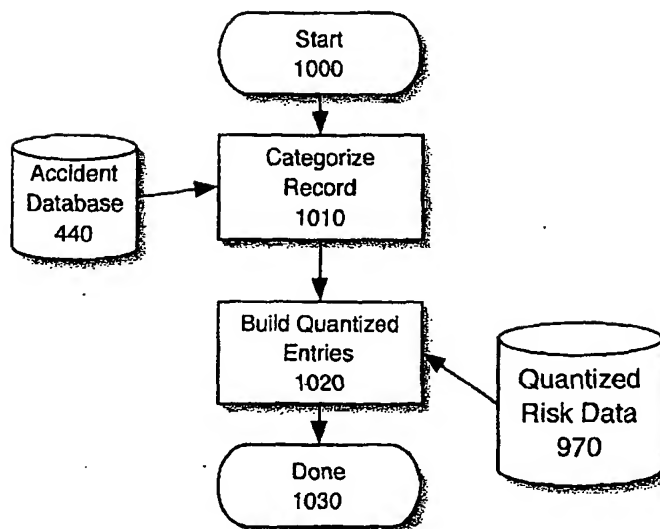 Start
1000
Accident
Database
440
Categorize
Record
1010
Build Quantized
Entries
1020
Quantized
Risk Data
970
Done
1030